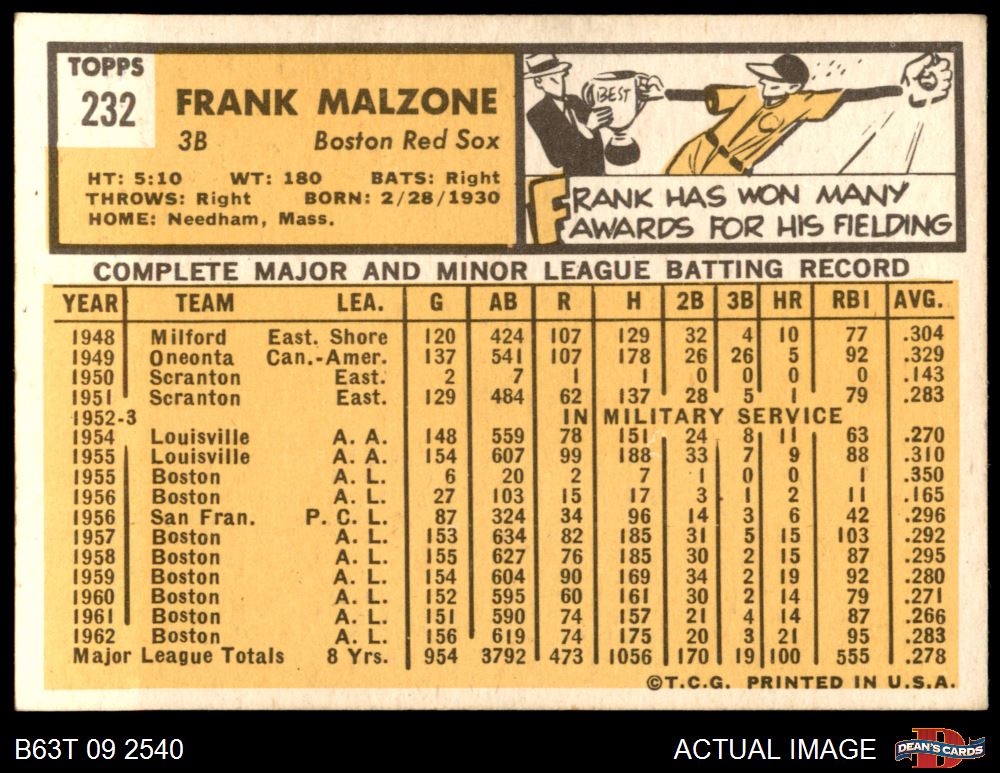 TOPPS
232
FRANK MALZONE
3B Boston Red Sox
HT: 5:10 WT: 180 BATS: Right
THROWS: Right BORN: 2/28/1930
HOME: Needham, Mass.
BEST
FRANK HAS WON MANY
AWARDS FOR HIS FIELDING
COMPLETE MAJOR AND MINOR LEAGUE BATTING RECORD
YEAR TEAM LEA. G AB R H 2B 3B HR RBI AVG.
1948 Milford East. Shore 120 424 107 129 32 4 10 77 .304
1949 Oneonta Can.-Amer. 137 541 107 178 26 26 5 92 .329
1950 Scranton East. 2 7 1 1 0 0 0 0 .143
1951 Scranton East. 129 484 62 137 28 5 1 79 .283
1952-3 IN MILITARY SERVICE
1954 Louisville A. A. 148 559 78 151 24 8 11 63 .270
1955 Louisville A. A. 154 607 99 188 33 7 9 88 .310
1955 Boston A. L. 6 20 2 7 1 0 0 1 .350
1956 Boston A. L. 27 103 15 17 3 1 2 11 .165
1956 San Fran. P. C. L. 87 324 34 96 14 3 6 42 .296
1957 Boston A. L. 153 634 82 185 31 5 15 103 .292
1958 Boston A. L. 155 627 76 185 30 2 15 87 .295
1959 Boston A. L. 154 604 90 169 34 2 19 92 .280
1960 Boston A. L. 152 595 60 161 30 2 14 79 .271
1961 Boston A. L. 151 590 74 157 21 4 14 87 .266
1962 Boston A. L. 156 619 74 175 20 3 21 95 .283
Major League Totals 8 Yrs. 954 3792 473 1056 170 19 100 555 .278
©T.C.G. PRINTED IN U.S.A.
B63T 09 2540 ACTUAL IMAGE DEAN'S CARDS